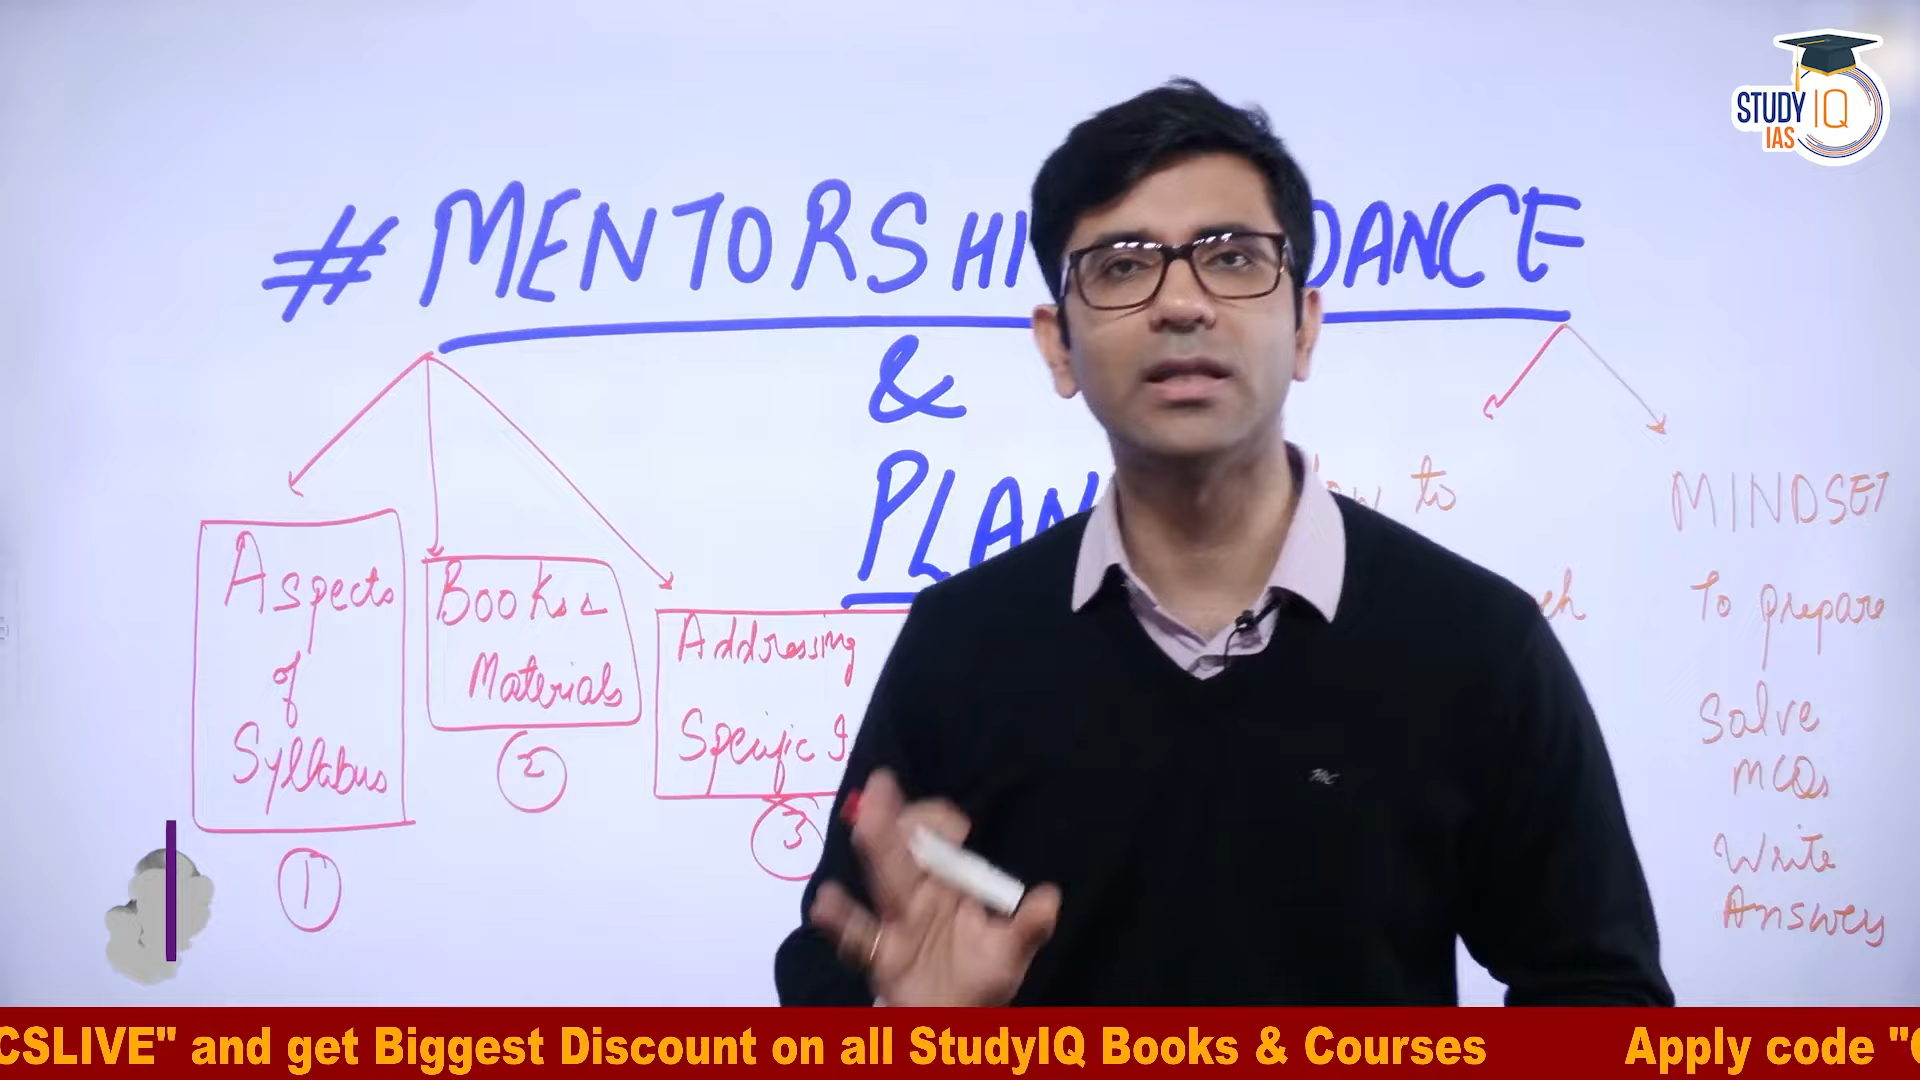 STUDY IQ
IAS
# MENTORSHI DANCE
&
PLAN
Aspects
of
Syllabus
1
Books &
Materials
2
Addressing
Specific I
3
to
MINDSET
To prepare
Solve
MCQs
Write
Answers
CSLIVE" and get Biggest Discount on all StudyIQ Books & Courses Apply code "